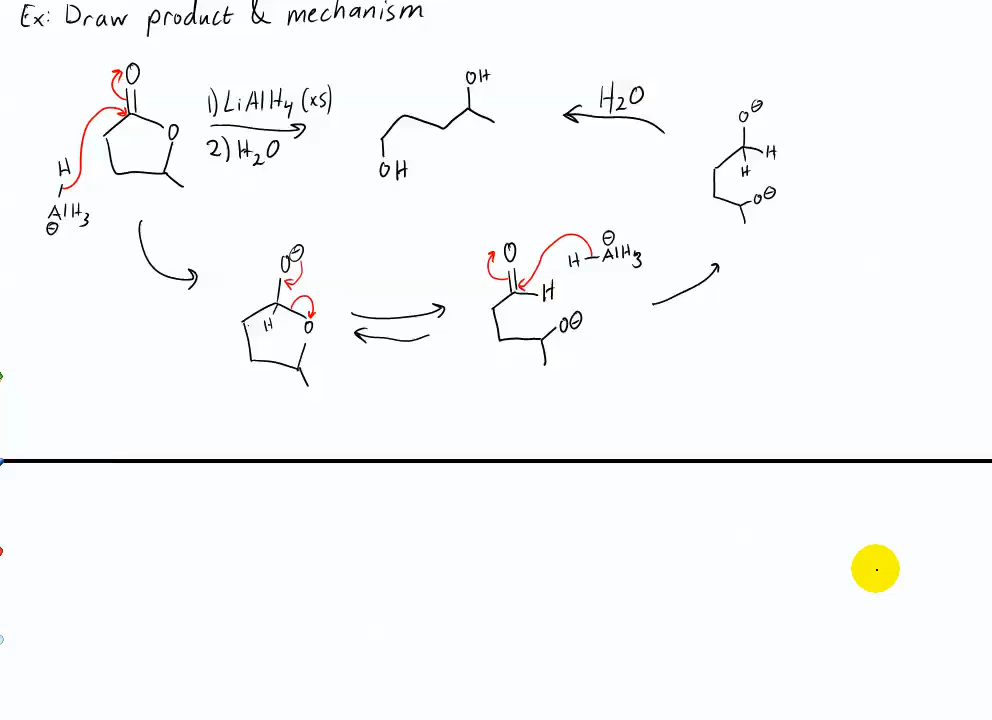 Ex: Draw product & mechanism
O
O
H
AlH3
⊖
1) LiAlH4 (xs)
2) H2O
OH
OH
H2O
O⊖
H
H
O⊖
O⊖
H
O
O
H
O⊖
H-AlH3
⊖